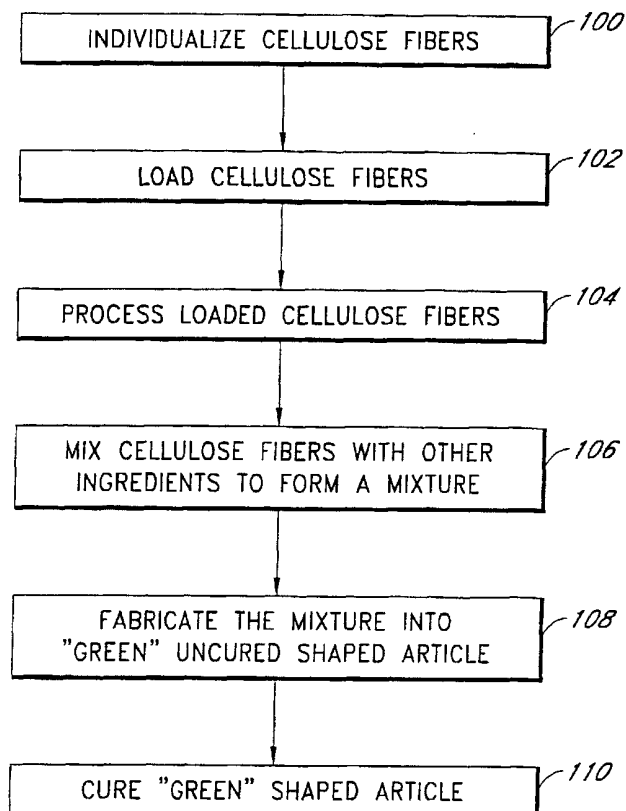 INDIVIDUALIZE CELLULOSE FIBERS
100
LOAD CELLULOSE FIBERS
102
PROCESS LOADED CELLULOSE FIBERS
104
MIX CELLULOSE FIBERS WITH OTHER
INGREDIENTS TO FORM A MIXTURE
106
FABRICATE THE MIXTURE INTO
"GREEN" UNCURED SHAPED ARTICLE
108
CURE "GREEN" SHAPED ARTICLE
110